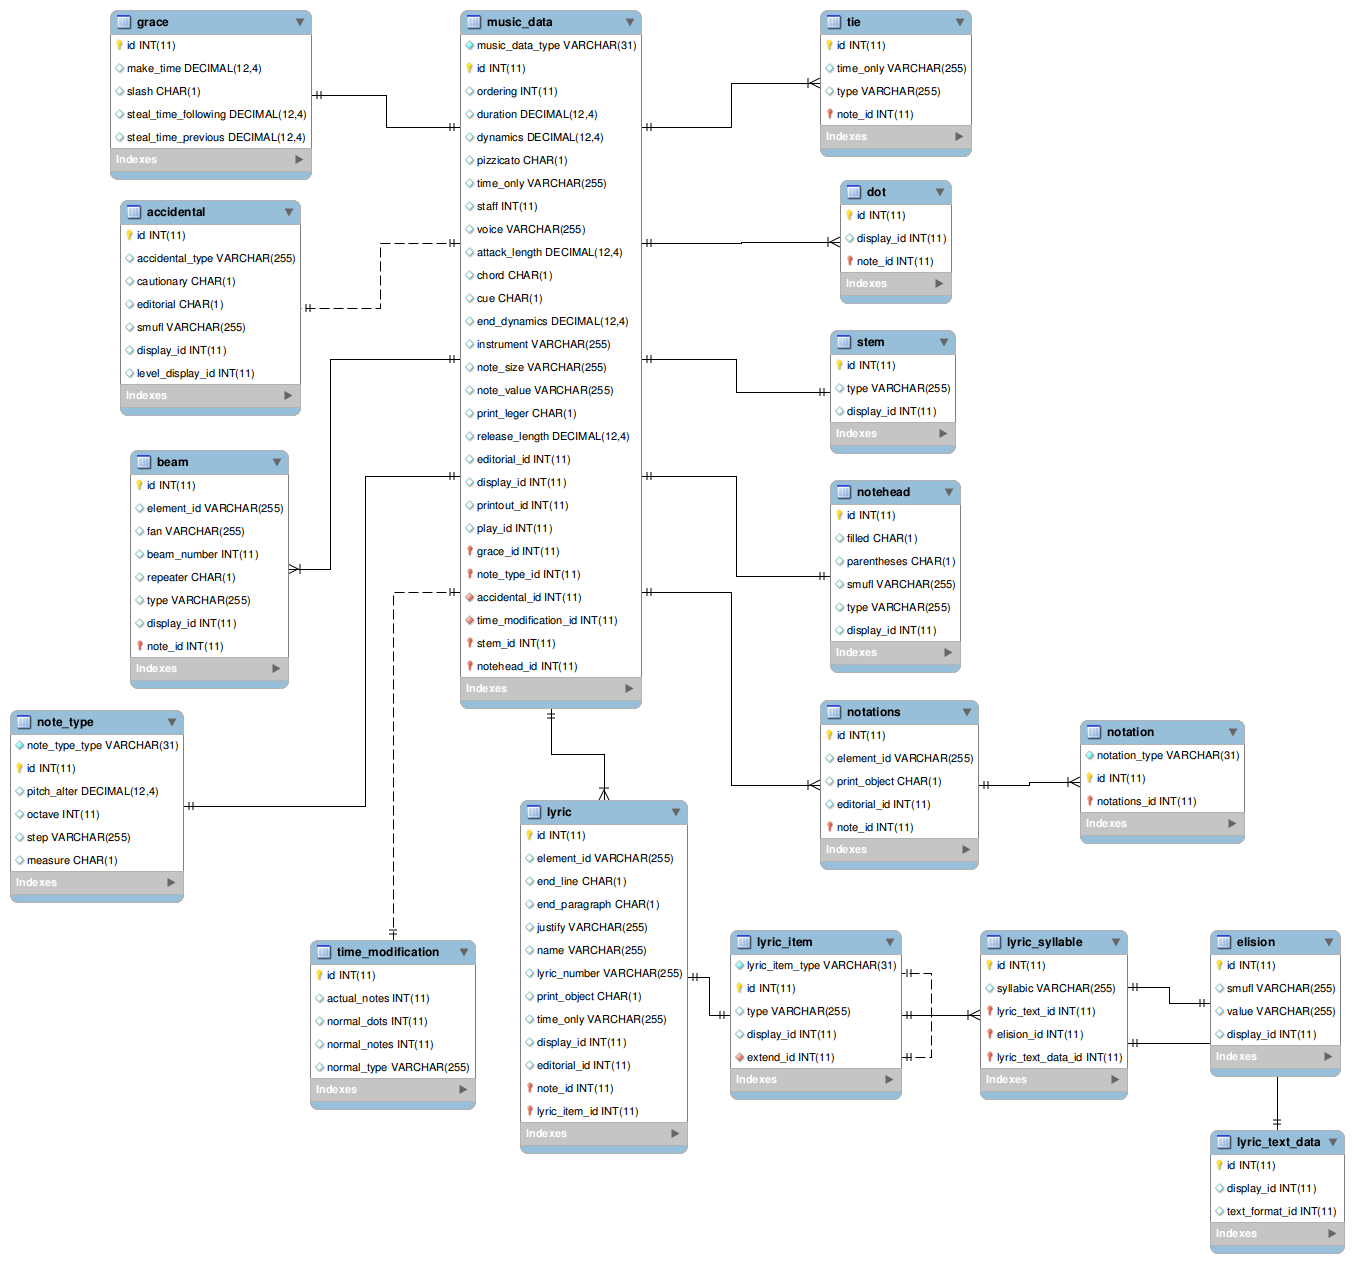 grace
id INT(11)
make_time DECIMAL(12,4)
slash CHAR(1)
steal_time_following DECIMAL(12,4)
steal_time_previous DECIMAL(12,4)
Indexes
music_data
music_data_type VARCHAR(31)
id INT(11)
ordering INT(11)
duration DECIMAL(12,4)
dynamics DECIMAL(12,4)
pizzicato CHAR(1)
time_only VARCHAR(255)
staff INT(11)
voice VARCHAR(255)
attack_length DECIMAL(12,4)
chord CHAR(1)
cue CHAR(1)
end_dynamics DECIMAL(12,4)
instrument VARCHAR(255)
note_size VARCHAR(255)
note_value VARCHAR(255)
print_leger CHAR(1)
release_length DECIMAL(12,4)
editorial_id INT(11)
display_id INT(11)
printout_id INT(11)
play_id INT(11)
grace_id INT(11)
note_type_id INT(11)
accidental_id INT(11)
time_modification_id INT(11)
stem_id INT(11)
notehead_id INT(11)
Indexes
tie
id INT(11)
time_only VARCHAR(255)
type VARCHAR(255)
note_id INT(11)
Indexes
accidental
id INT(11)
accidental_type VARCHAR(255)
cautionary CHAR(1)
editorial CHAR(1)
smufl VARCHAR(255)
display_id INT(11)
level_display_id INT(11)
Indexes
dot
id INT(11)
display_id INT(11)
note_id INT(11)
Indexes
stem
id INT(11)
type VARCHAR(255)
display_id INT(11)
Indexes
beam
id INT(11)
element_id VARCHAR(255)
fan VARCHAR(255)
beam_number INT(11)
repeater CHAR(1)
type VARCHAR(255)
display_id INT(11)
note_id INT(11)
Indexes
notehead
id INT(11)
filled CHAR(1)
parentheses CHAR(1)
smufl VARCHAR(255)
type VARCHAR(255)
display_id INT(11)
Indexes
note_type
note_type_type VARCHAR(31)
id INT(11)
pitch_alter DECIMAL(12,4)
octave INT(11)
step VARCHAR(255)
measure CHAR(1)
Indexes
notations
id INT(11)
element_id VARCHAR(255)
print_object CHAR(1)
editorial_id INT(11)
note_id INT(11)
Indexes
notation
notation_type VARCHAR(31)
id INT(11)
notations_id INT(11)
Indexes
time_modification
id INT(11)
actual_notes INT(11)
normal_dots INT(11)
normal_notes INT(11)
normal_type VARCHAR(255)
Indexes
lyric
id INT(11)
element_id VARCHAR(255)
end_line CHAR(1)
end_paragraph CHAR(1)
justify VARCHAR(255)
name VARCHAR(255)
lyric_number VARCHAR(255)
print_object CHAR(1)
time_only VARCHAR(255)
display_id INT(11)
editorial_id INT(11)
note_id INT(11)
lyric_item_id INT(11)
Indexes
lyric_item
lyric_item_type VARCHAR(31)
id INT(11)
type VARCHAR(255)
display_id INT(11)
extend_id INT(11)
Indexes
lyric_syllable
id INT(11)
syllabic VARCHAR(255)
lyric_text_id INT(11)
elision_id INT(11)
lyric_text_data_id INT(11)
Indexes
elision
id INT(11)
smufl VARCHAR(255)
value VARCHAR(255)
display_id INT(11)
Indexes
lyric_text_data
id INT(11)
display_id INT(11)
text_format_id INT(11)
Indexes